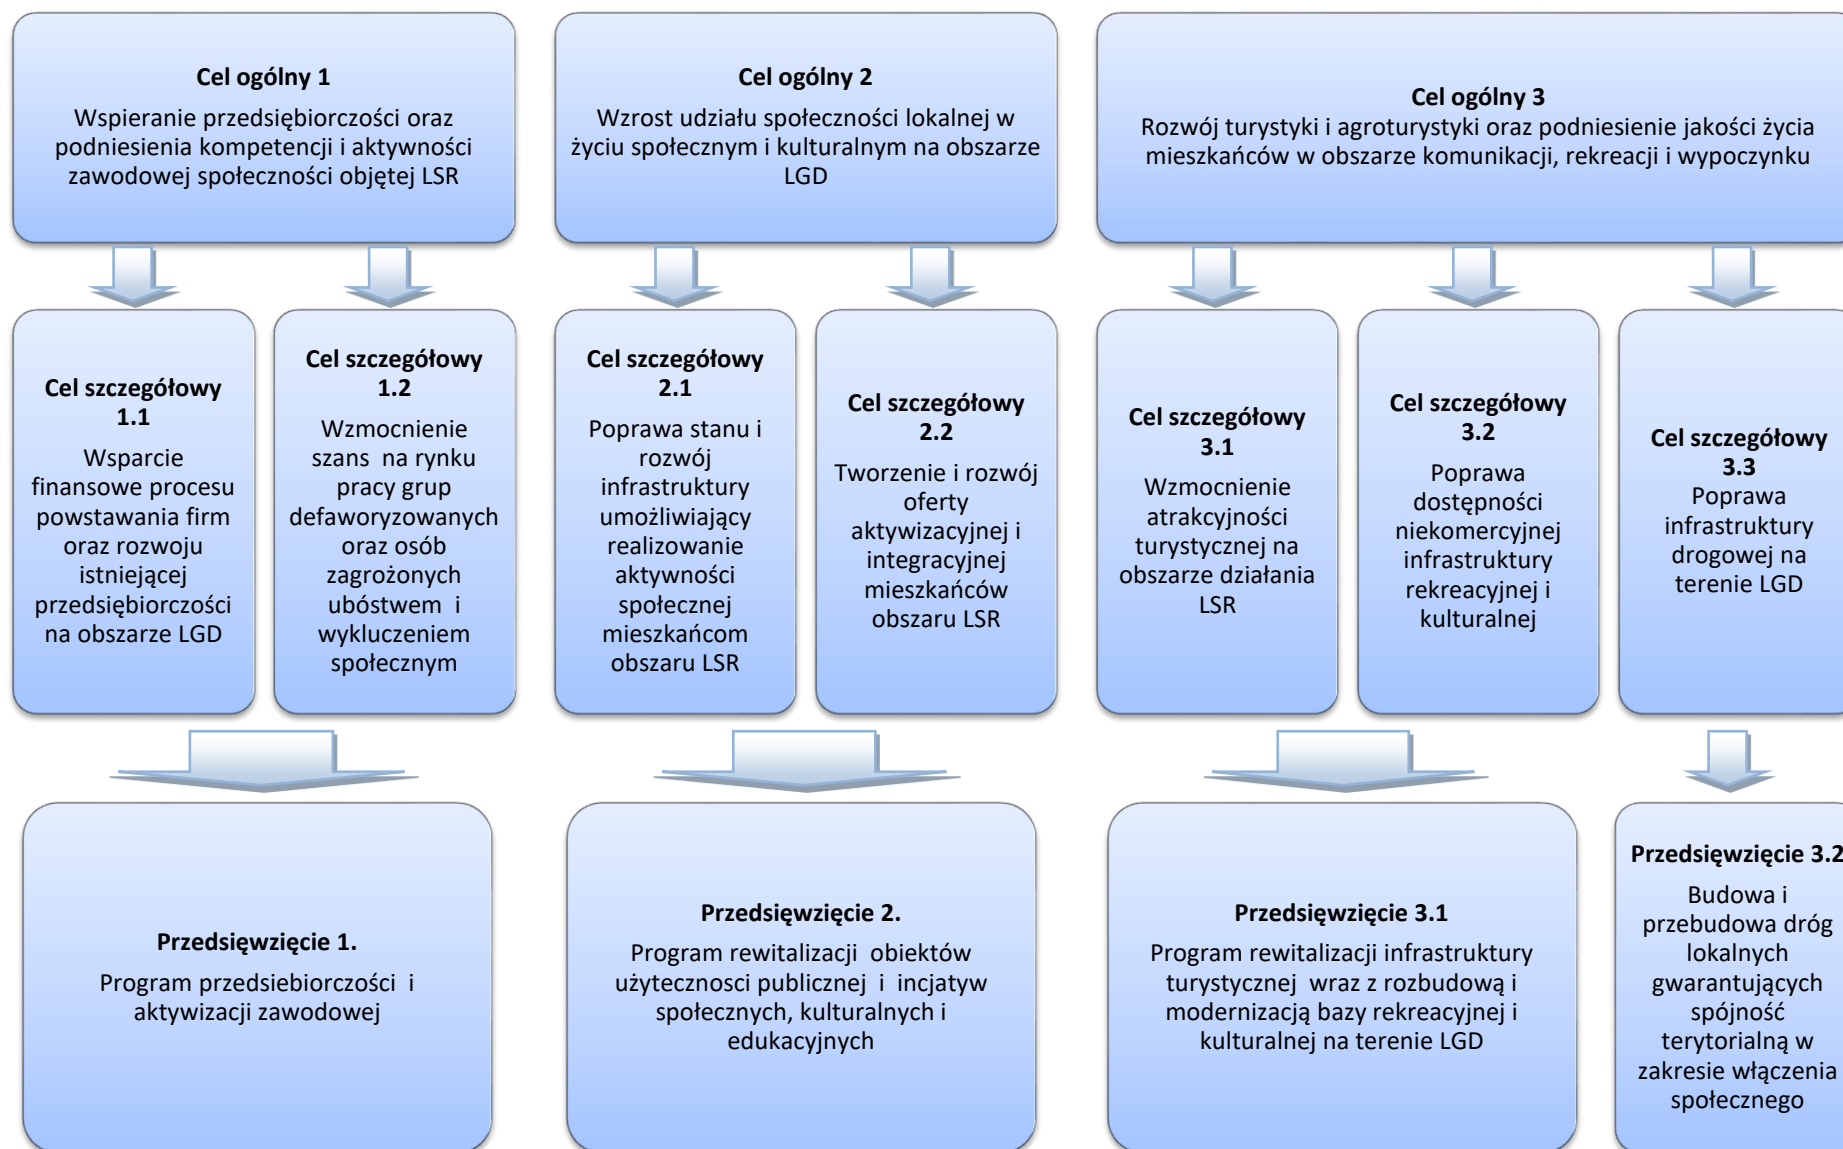 Cel ogólny 1
Wspieranie przedsiębiorczości oraz
podniesienia kompetencji i aktywności
zawodowej społeczności objętej LSR
Cel ogólny 2
Wzrost udziału społeczności lokalnej w
życiu społecznym i kulturalnym na obszarze
LGD
Cel ogólny 3
Rozwój turystyki i agroturystyki oraz podniesienie jakości życia
mieszkańców w obszarze komunikacji, rekreacji i wypoczynku
Cel szczegółowy
1.1
Wsparcie
finansowe procesu
powstawania firm
oraz rozwoju
istniejącej
przedsiębiorczości
na obszarze LGD
Cel szczegółowy
1.2
Wzmocnienie
szans na rynku
pracy grup
defaworyzowanych
oraz osób
zagrożonych
ubóstwem i
wykluczeniem
społecznym
Cel szczegółowy
2.1
Poprawa stanu i
rozwój
infrastruktury
umożliwiający
realizowanie
aktywności
społecznej
mieszkańcom
obszaru LSR
Cel szczegółowy
2.2
Tworzenie i rozwój
oferty
aktywizacyjnej i
integracyjnej
mieszkańców
obszaru LSR
Cel szczegółowy
3.1
Wzmocnienie
atrakcyjności
turystycznej na
obszarze działania
LSR
Cel szczegółowy
3.2
Poprawa
dostępności
niekomercyjnej
infrastruktury
rekreacyjnej i
kulturalnej
Cel szczegółowy
3.3
Poprawa
infrastruktury
drogowej na
terenie LGD
Przedsięwzięcie 1.
Program przedsiebiorczości i
aktywizacji zawodowej
Przedsięwzięcie 2.
Program rewitalizacji obiektów
użytecznosci publicznej i incjatyw
społecznych, kulturalnych i
edukacyjnych
Przedsięwzięcie 3.1
Program rewitalizacji infrastruktury
turystycznej wraz z rozbudową i
modernizacją bazy rekreacyjnej i
kulturalnej na terenie LGD
Przedsięwzięcie 3.2
Budowa i
przebudowa dróg
lokalnych
gwarantujących
spójność
terytorialną w
zakresie włączenia
społecznego